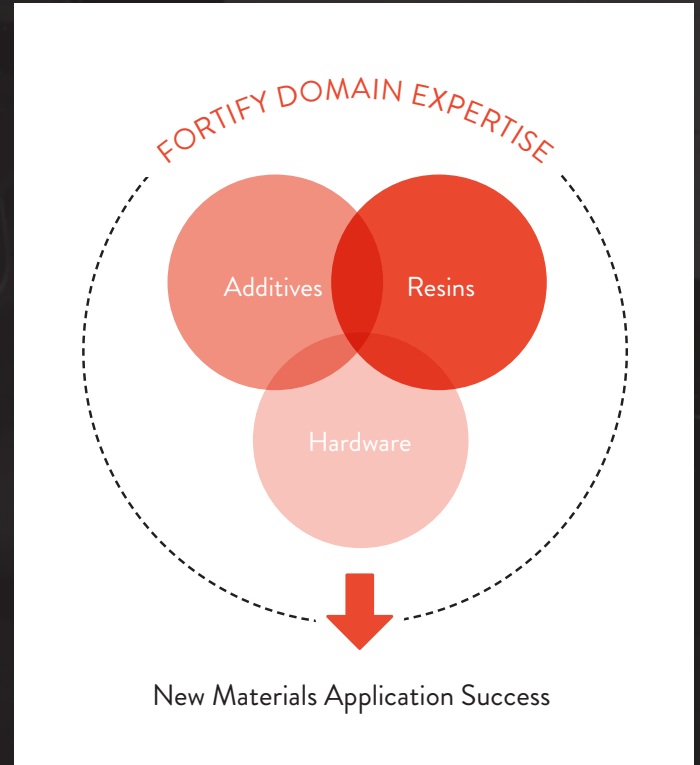 FORTIFY DOMAIN EXPERTISE
Additives
Resins
Hardware
New Materials Application Success